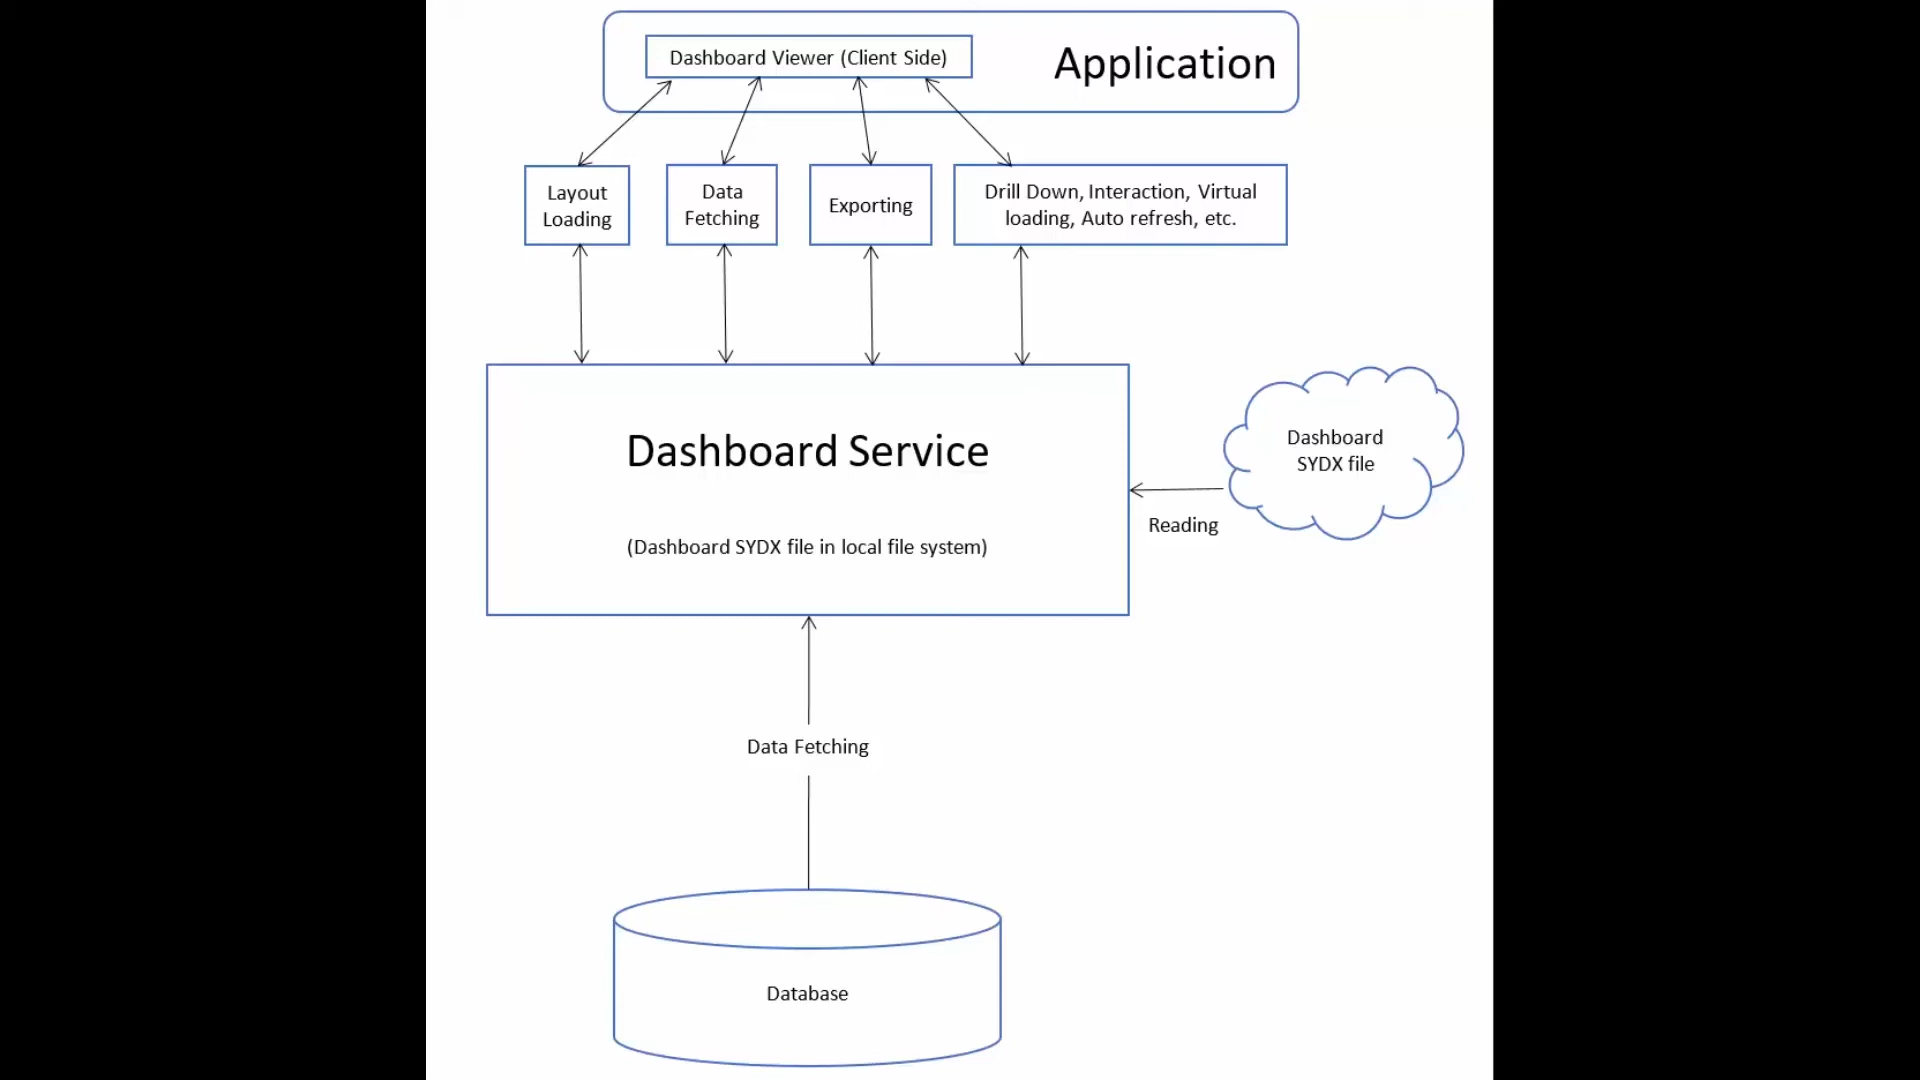 Dashboard Viewer (Client Side)
Application
Layout
Loading
Data
Fetching
Exporting
Drill Down, Interaction, Virtual
loading, Auto refresh, etc.
Dashboard Service
(Dashboard SYDX file in local file system)
Dashboard
SYDX file
Reading
Data Fetching
Database